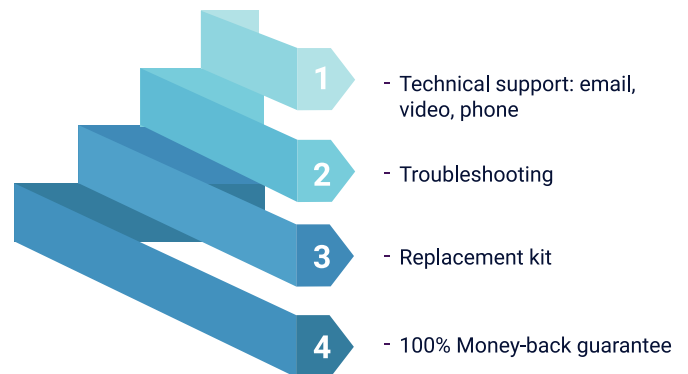 1
- Technical support: email,
video, phone
2
- Troubleshooting
3
- Replacement kit
4
- 100% Money-back guarantee